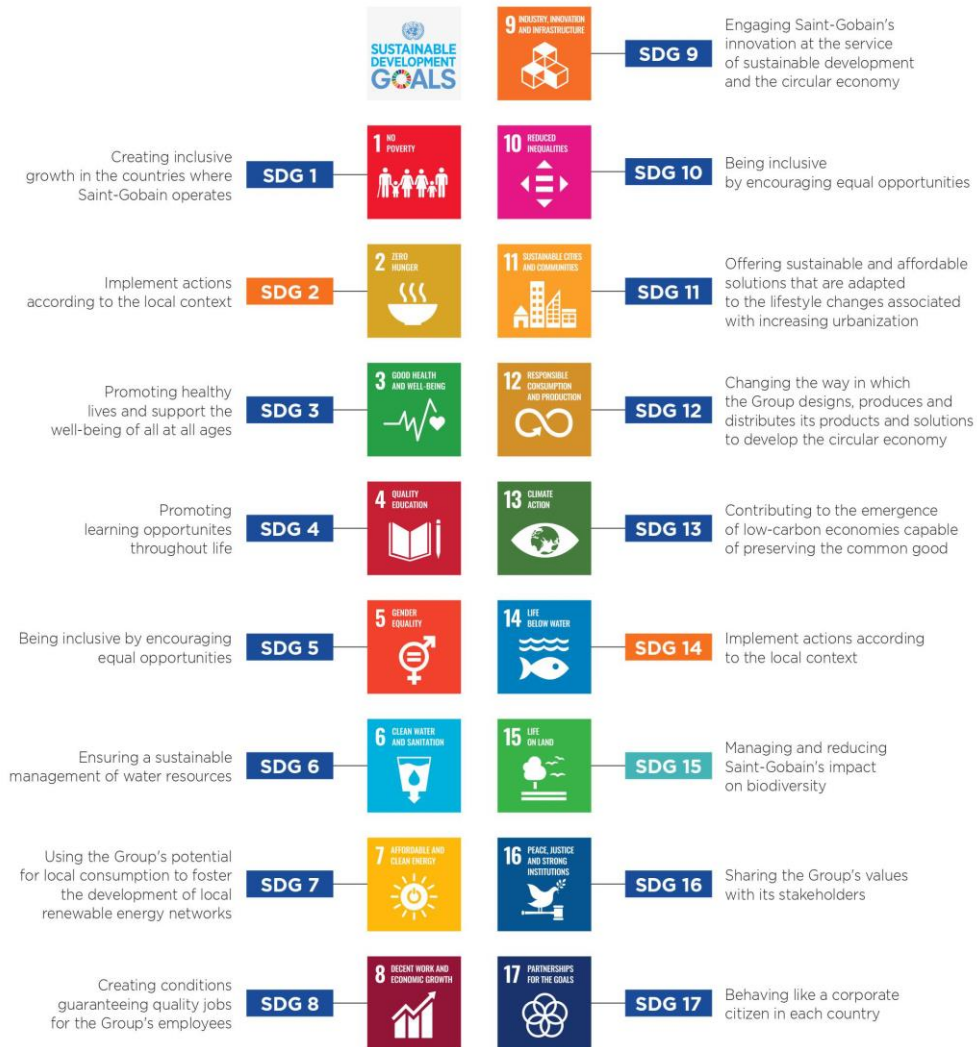 SUSTAINABLE
DEVELOPMENT
GOALS
9 INDUSTRY, INNOVATION
AND INFRASTRUCTURE
SDG 9
Engaging Saint-Gobain's
innovation at the service
of sustainable development
and the circular economy
Creating inclusive
growth in the countries where
Saint-Gobain operates
SDG 1
1 NO
POVERTY
10 REDUCED
INEQUALITIES
SDG 10
Being inclusive
by encouraging equal opportunities
Implement actions
according to the local context
SDG 2
2 ZERO
HUNGER
11 SUSTAINABLE CITIES
AND COMMUNITIES
SDG 11
Offering sustainable and affordable
solutions that are adapted
to the lifestyle changes associated
with increasing urbanization
Promoting healthy
lives and support the
well-being of all at all ages
SDG 3
3 GOOD HEALTH
AND WELL-BEING
12 RESPONSIBLE
CONSUMPTION
AND PRODUCTION
SDG 12
Changing the way in which
the Group designs, produces and
distributes its products and solutions
to develop the circular economy
Promoting
learning opportunites
throughout life
SDG 4
4 QUALITY
EDUCATION
13 CLIMATE
ACTION
SDG 13
Contributing to the emergence
of low-carbon economies capable
of preserving the common good
Being inclusive by encouraging
equal opportunities
SDG 5
5 GENDER
EQUALITY
14 LIFE
BELOW WATER
SDG 14
Implement actions according
to the local context
Ensuring a sustainable
management of water resources
SDG 6
6 CLEAN WATER
AND SANITATION
15 LIFE
ON LAND
SDG 15
Managing and reducing
Saint-Gobain's impact
on biodiversity
Using the Group's potential
for local consumption to foster
the development of local
renewable energy networks
SDG 7
7 AFFORDABLE AND
CLEAN ENERGY
16 PEACE, JUSTICE
AND STRONG
INSTITUTIONS
SDG 16
Sharing the Group's values
with its stakeholders
Creating conditions
guaranteeing quality jobs
for the Group's employees
SDG 8
8 DECENT WORK AND
ECONOMIC GROWTH
17 PARTNERSHIPS
FOR THE GOALS
SDG 17
Behaving like a corporate
citizen in each country